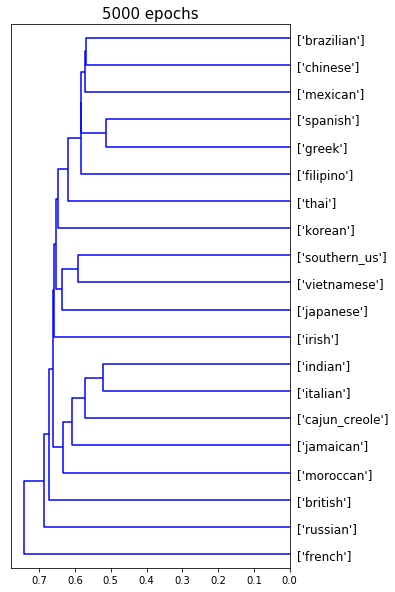 5000 epochs
['brazilian']
['chinese']
['mexican']
['spanish']
['greek']
['filipino']
['thai']
['korean']
['southern_us']
['vietnamese']
['japanese']
['irish']
['indian']
['italian']
['cajun_creole']
['jamaican']
['moroccan']
['british']
['russian']
['french']
0.7 0.6 0.5 0.4 0.3 0.2 0.1 0.0